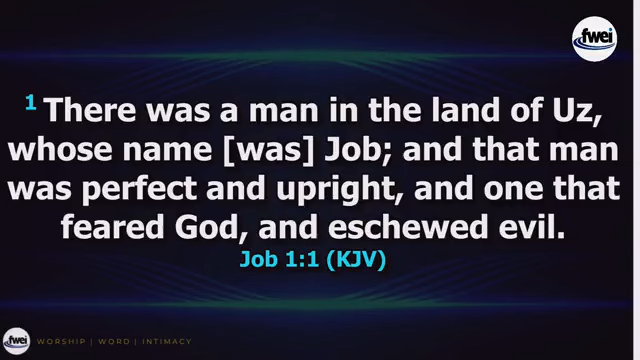 fwei
1 There was a man in the land of Uz,
whose name [was] Job; and that man
was perfect and upright, and one that
feared God, and eschewed evil.
Job 1:1 (KJV)
fwei WORSHIP | WORD | INTIMACY